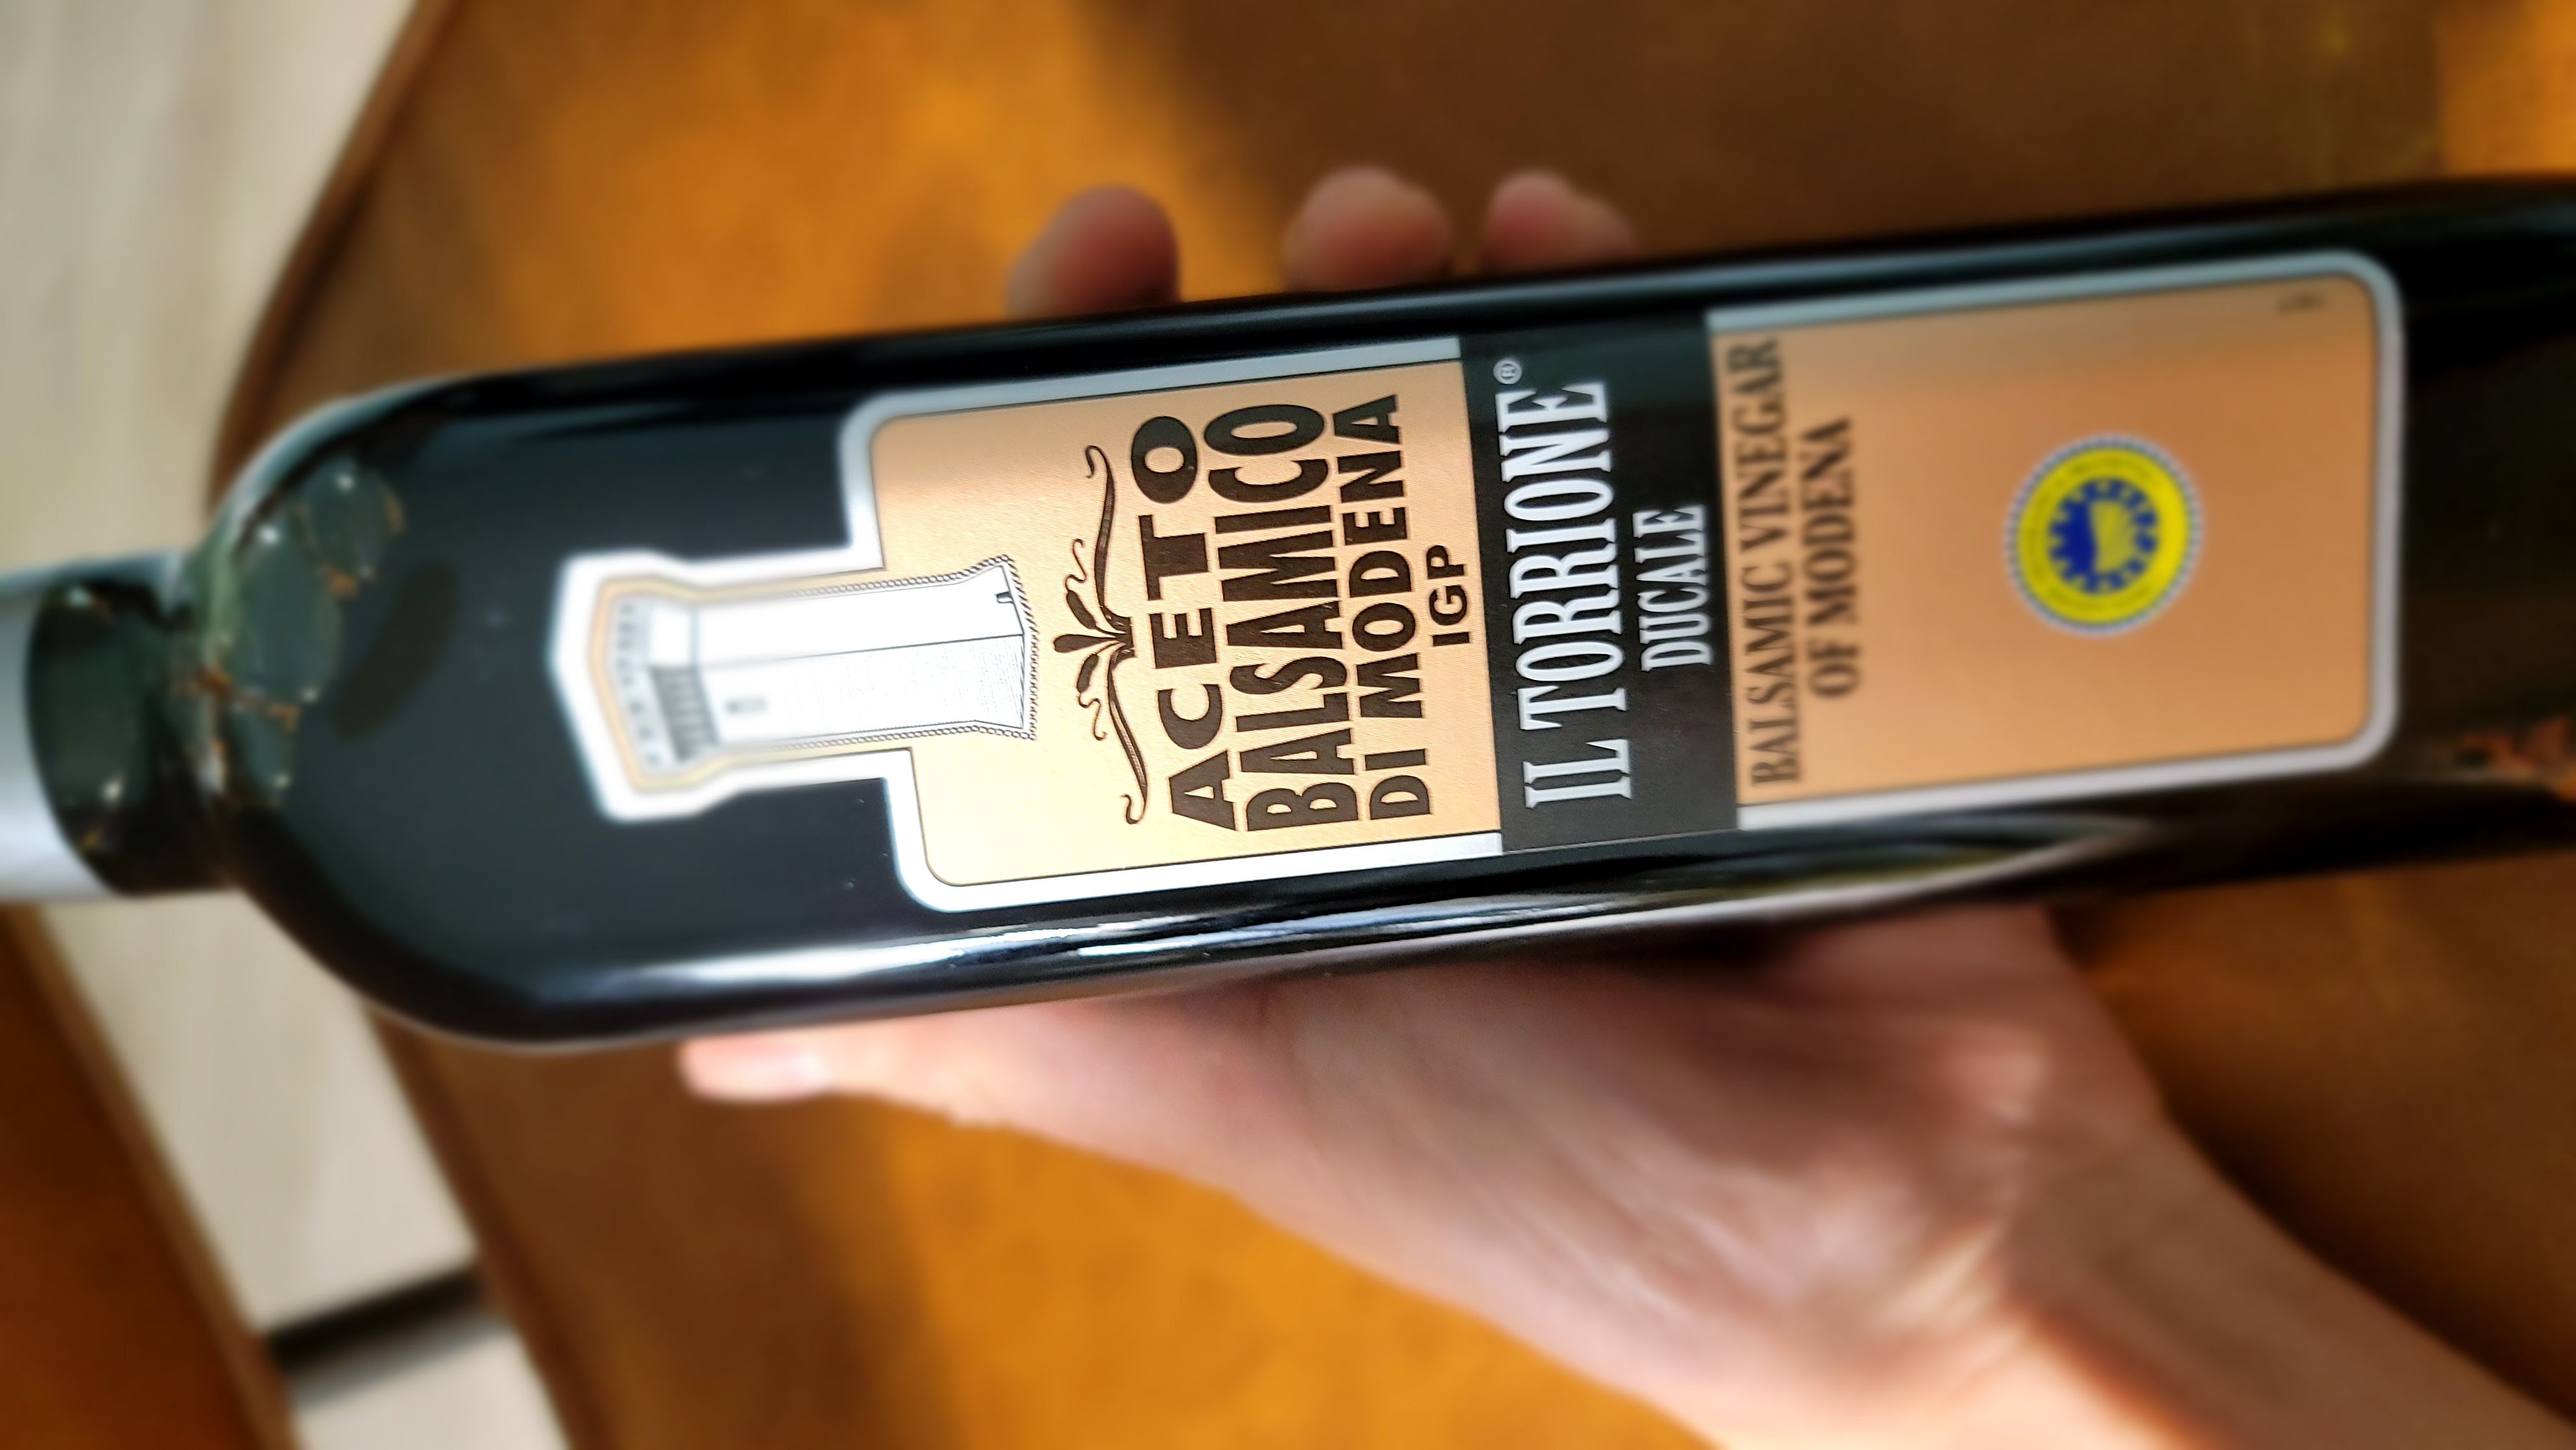 ACETO
BALSAMICO
DI MODENA
IGP
IL TORRIONE®
DUCALE
BALSAMIC VINEGAR
OF MODENA